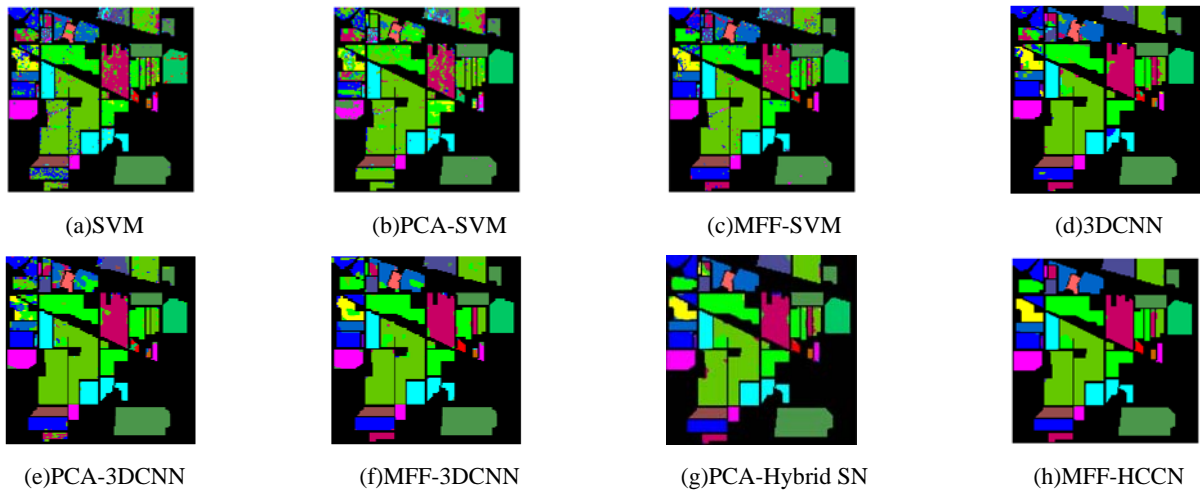 (a)SVM
(b)PCA-SVM
(c)MFF-SVM
(d)3DCNN
(e)PCA-3DCNN
(f)MFF-3DCNN
(g)PCA-Hybrid SN
(h)MFF-HCCN